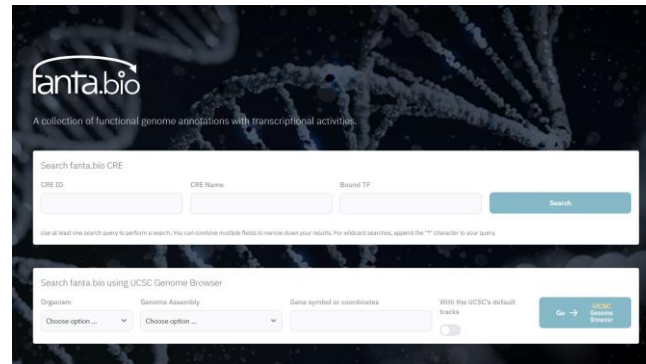 fanta.bio
A collection of functional genome annotations with transcriptional activities.
Search fanta.bio CRE
CRE ID CRE Name Bound TF
Search
Use at least one search query to perform a search. You can combine multiple fields to narrow down your results. For wildcard searches, append the "*" character to your query.
Search fanta.bio using UCSC Genome Browser
Organism Genome Assembly Gene symbol or coordinates With the UCSC's default
tracks
Choose option ... Choose option ... Go → UCSC
Genome
Browser